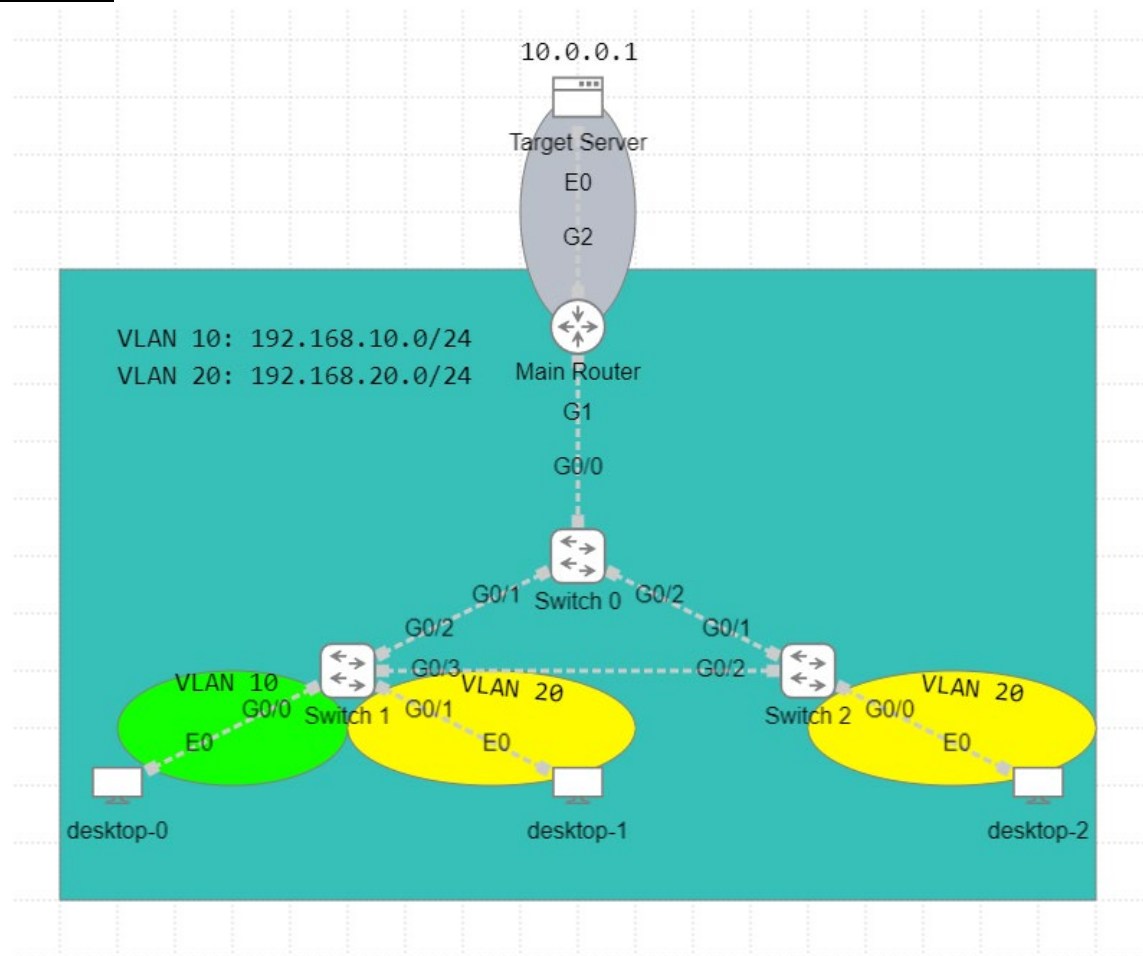 10.0.0.1
Target Server
E0
G2
VLAN 10: 192.168.10.0/24
VLAN 20: 192.168.20.0/24
Main Router
G1
G0/0
G0/1
Switch 0
G0/2
G0/2
G0/1
G0/3
G0/2
VLAN 10
G0/0
Switch 1
VLAN 20
G0/1
Switch 2
VLAN 20
G0/0
E0
E0
E0
desktop-0
desktop-1
desktop-2